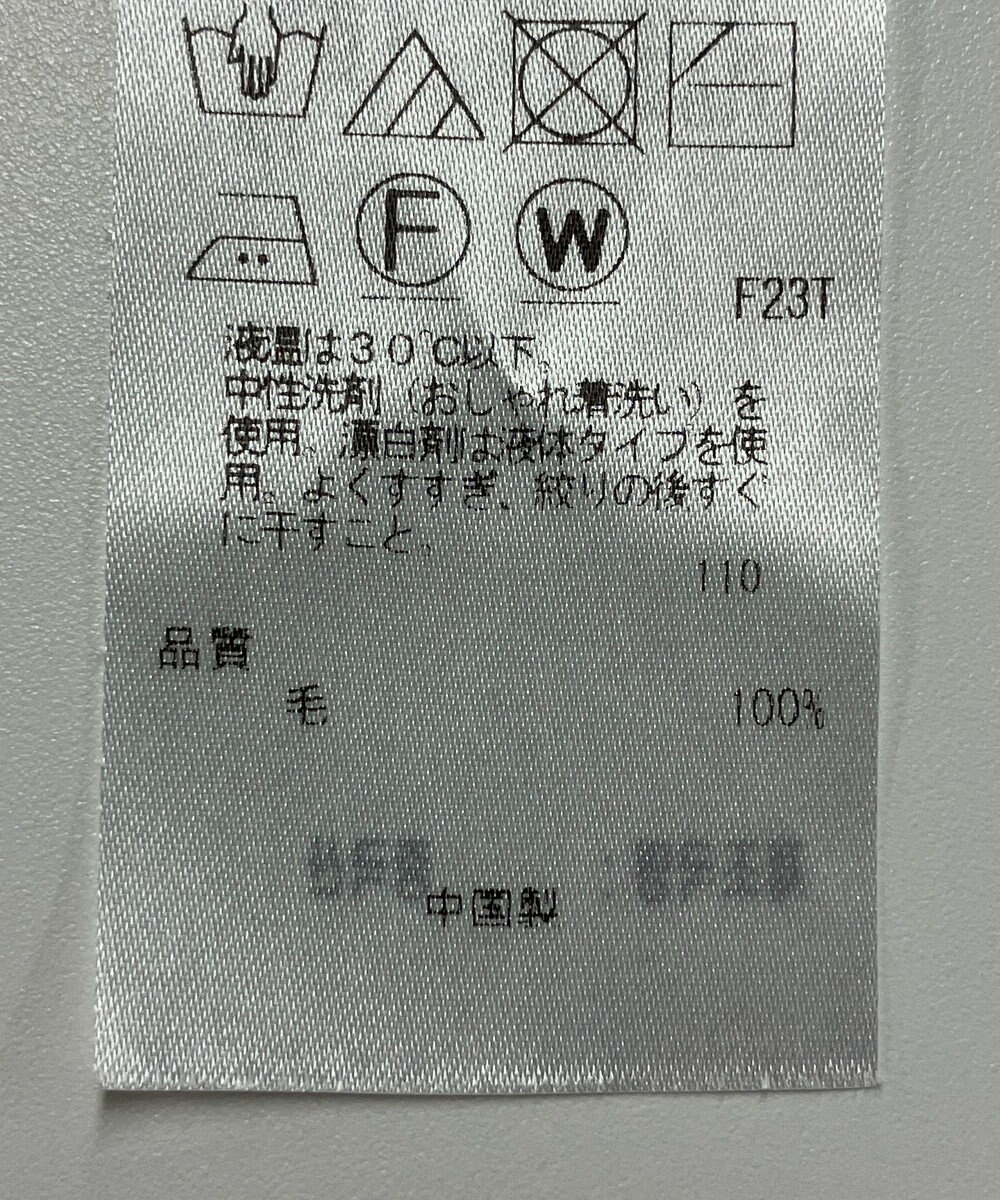 F
W
F23T
液温は30℃以下。
中性洗剤（おしゃれ着洗い）を
使用、漂白剤は液体タイプを使
用。よくすすぎ、絞りの後すぐ
に干すこと。
110
品質
毛 100%
中国製